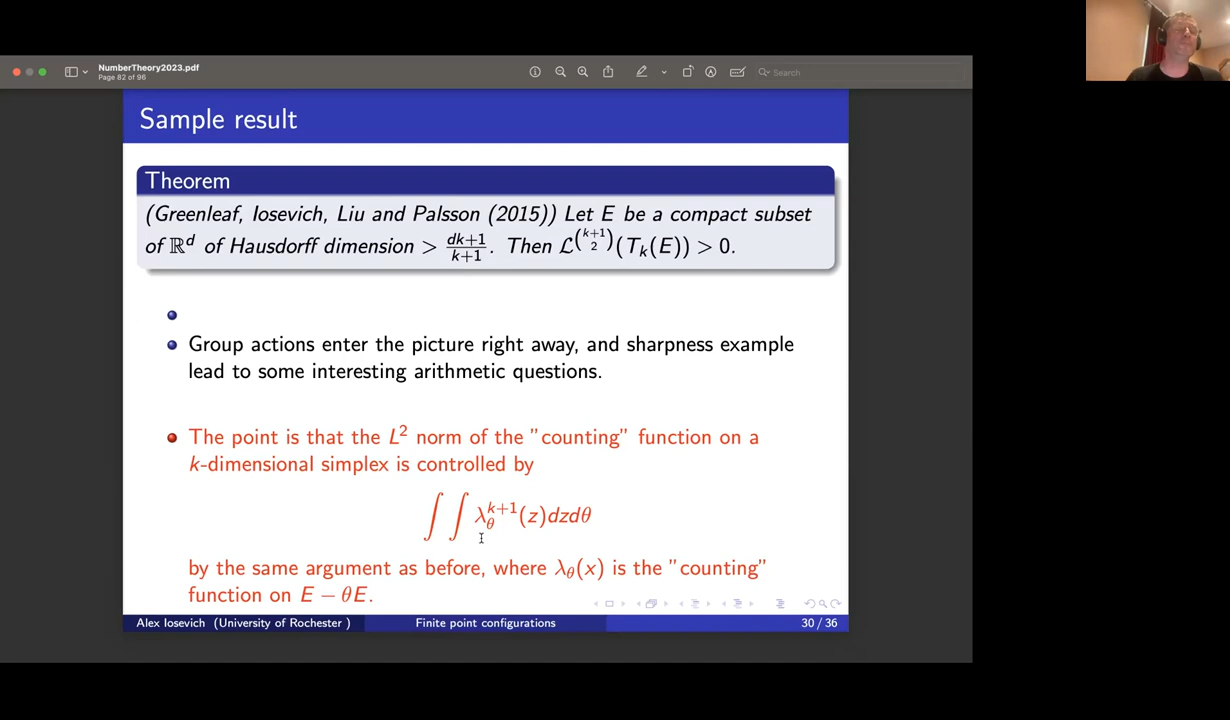 NumberTheory2023.pdf
Page 82 of 96
Search
Sample result
Theorem
(Greenleaf, Iosevich, Liu and Palsson (2015)) Let E be a compact subset
of ℝ^d of Hausdorff dimension > \frac{dk+1}{k+1}. Then ℒ^{\binom{k+1}{2}}(T_k(E)) > 0.
Group actions enter the picture right away, and sharpness example
lead to some interesting arithmetic questions.
The point is that the L² norm of the ”counting” function on a
k-dimensional simplex is controlled by
∫ ∫ λ_θ^{k+1}(z)dzdθ
by the same argument as before, where λ_θ(x) is the ”counting”
function on E − θE.
Alex Iosevich (University of Rochester ) Finite point configurations 30 / 36